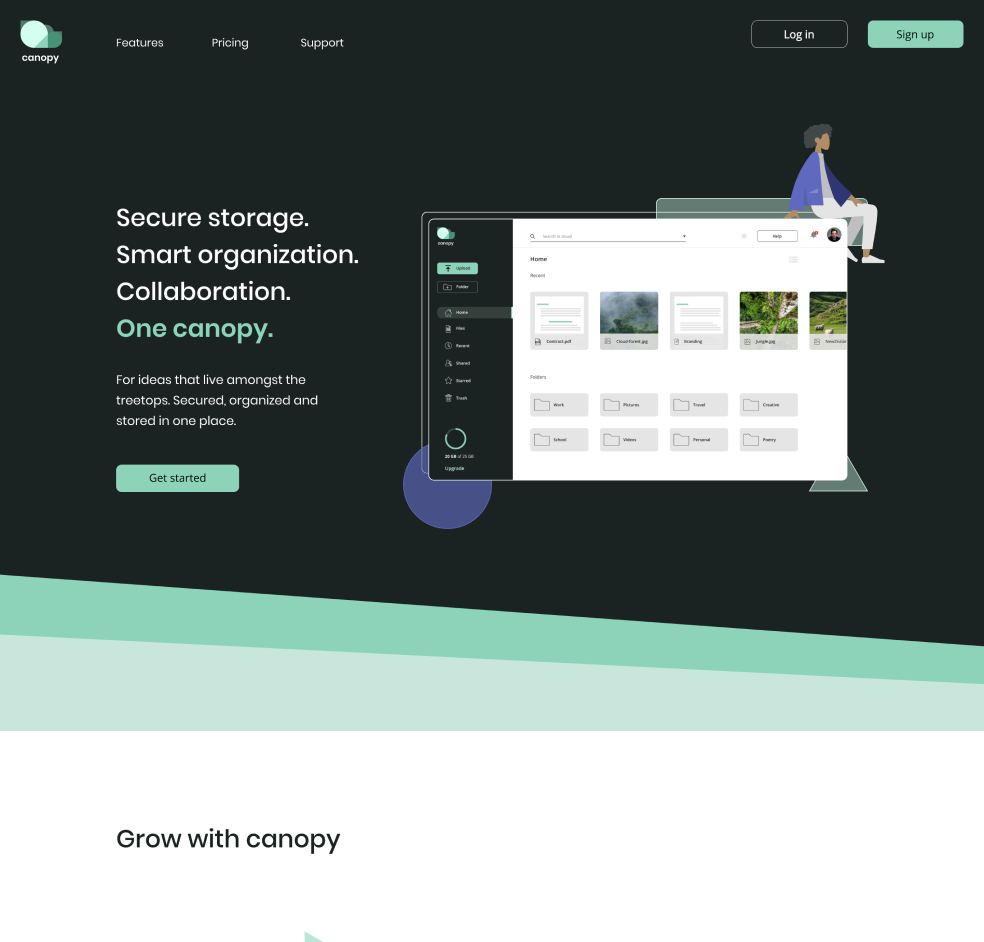 canopy
Features
Pricing
Support
Log in
Sign up
Secure storage.
Smart organization.
Collaboration.
One canopy.
For ideas that live amongst the
treetops. Secured, organized and
stored in one place.
Get started
canopy
Upload
Folder
Home
Files
Recent
Shared
Starred
Trash
20 GB of 25 GB
Upgrade
Search in cloud
Help
Home
Recent
Contract.pdf
Cloud-forest.jpg
Branding
Jungle.jpg
Folders
Work
Pictures
Travel
Creative
School
Videos
Personal
Poetry
Grow with canopy